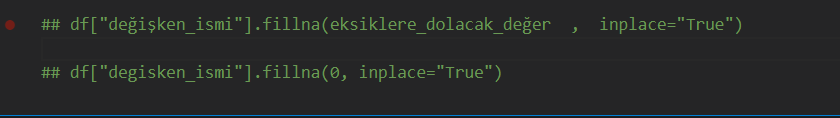 ## df["değişken_ismi"].fillna(eksiklere_dolacak_değer  ,  inplace="True")
## df["degisken_ismi"].fillna(0, inplace="True")